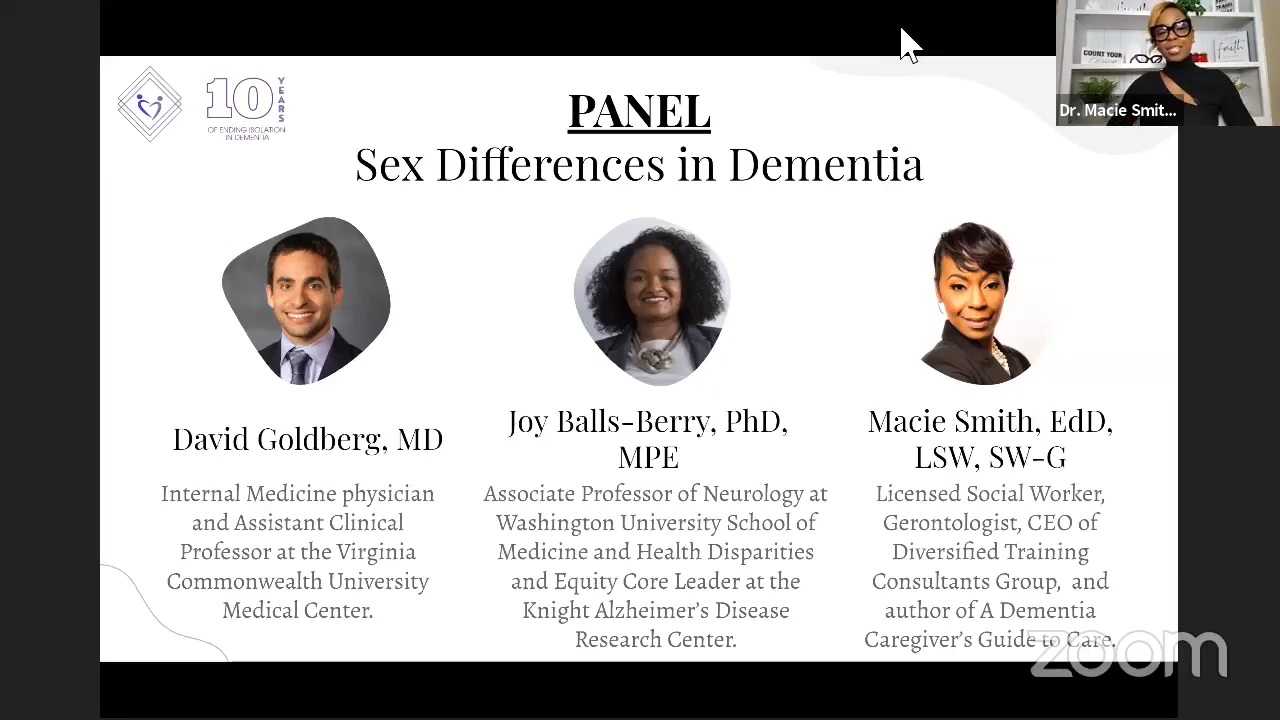 10 YEARS
OF ENDING ISOLATION
IN DEMENTIA
PANEL
Sex Differences in Dementia
COUNT YOUR
faith
Dr. Macie Smit...
David Goldberg, MD
Internal Medicine physician
and Assistant Clinical
Professor at the Virginia
Commonwealth University
Medical Center.
Joy Balls-Berry, PhD,
MPE
Associate Professor of Neurology at
Washington University School of
Medicine and Health Disparities
and Equity Core Leader at the
Knight Alzheimer's Disease
Research Center.
Macie Smith, EdD,
LSW, SW-G
Licensed Social Worker,
Gerontologist, CEO of
Diversified Training
Consultants Group,  and
author of A Dementia
Caregiver's Guide to Care.
zoom